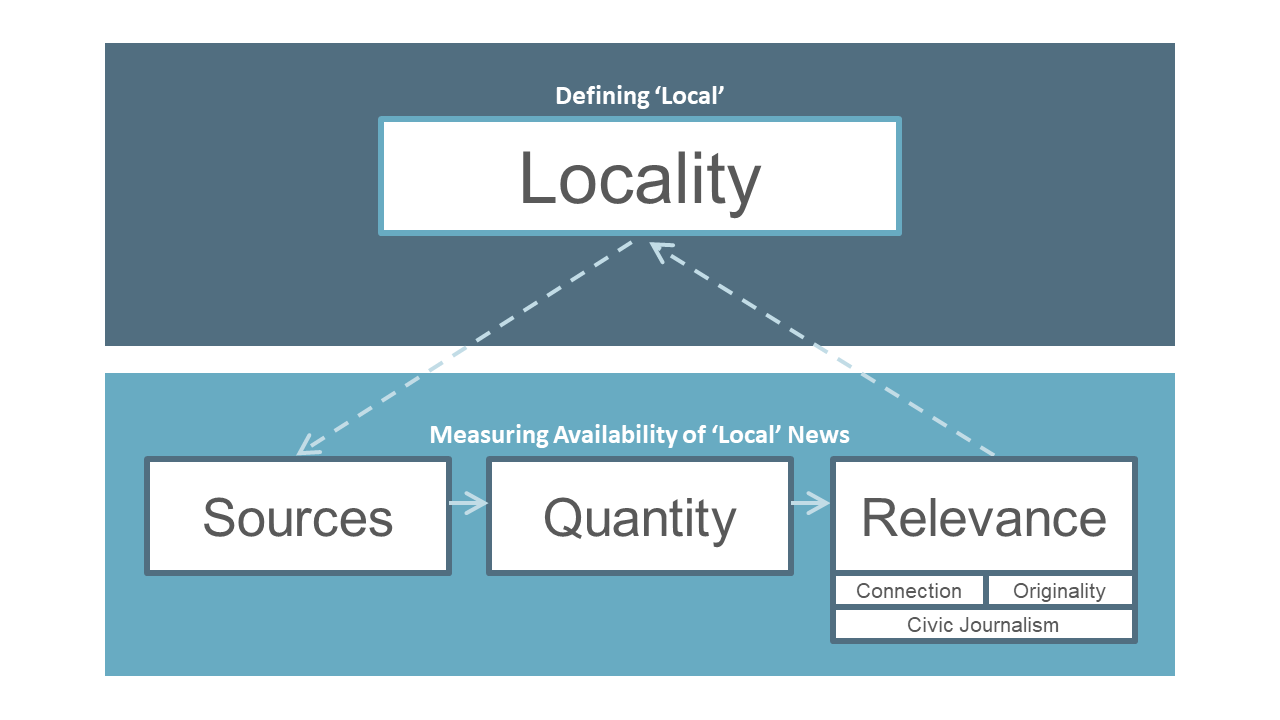 Defining ‘Local’
Locality
Measuring Availability of ‘Local’ News
Sources
Quantity
Relevance
Connection
Originality
Civic Journalism